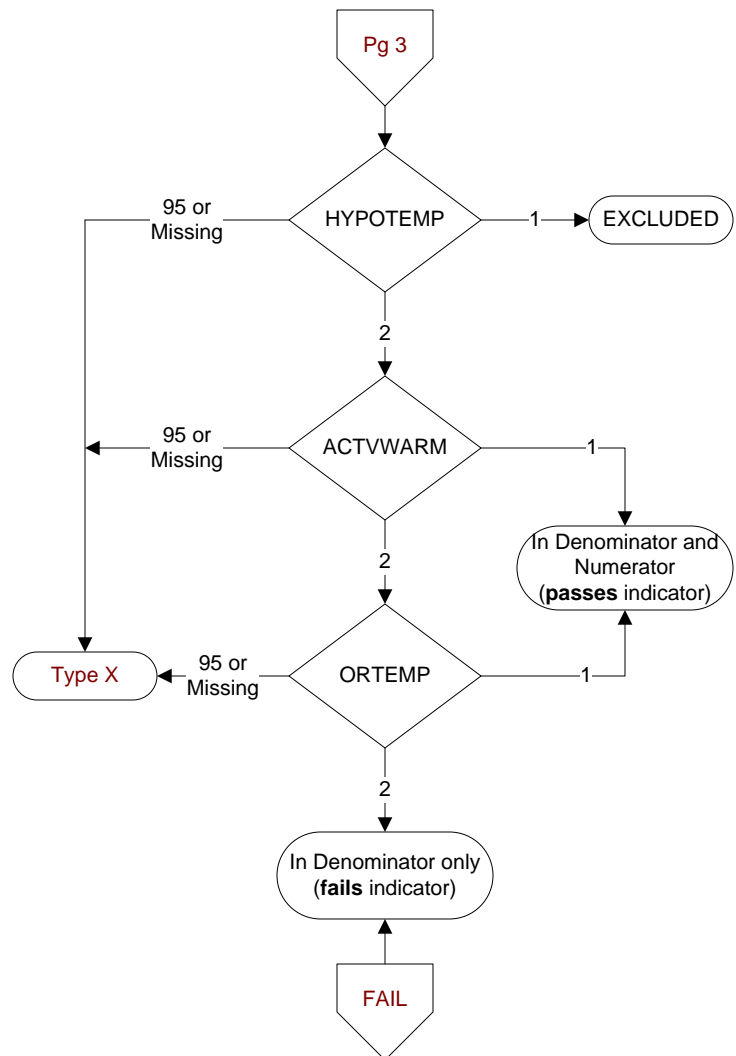 Pg 3
95 or
Missing
HYPOTEMP
1
EXCLUDED
2
95 or
Missing
ACTVWARM
1
2
In Denominator and
Numerator
(passes indicator)
Type X
95 or
Missing
ORTEMP
1
2
In Denominator only
(fails indicator)
FAIL